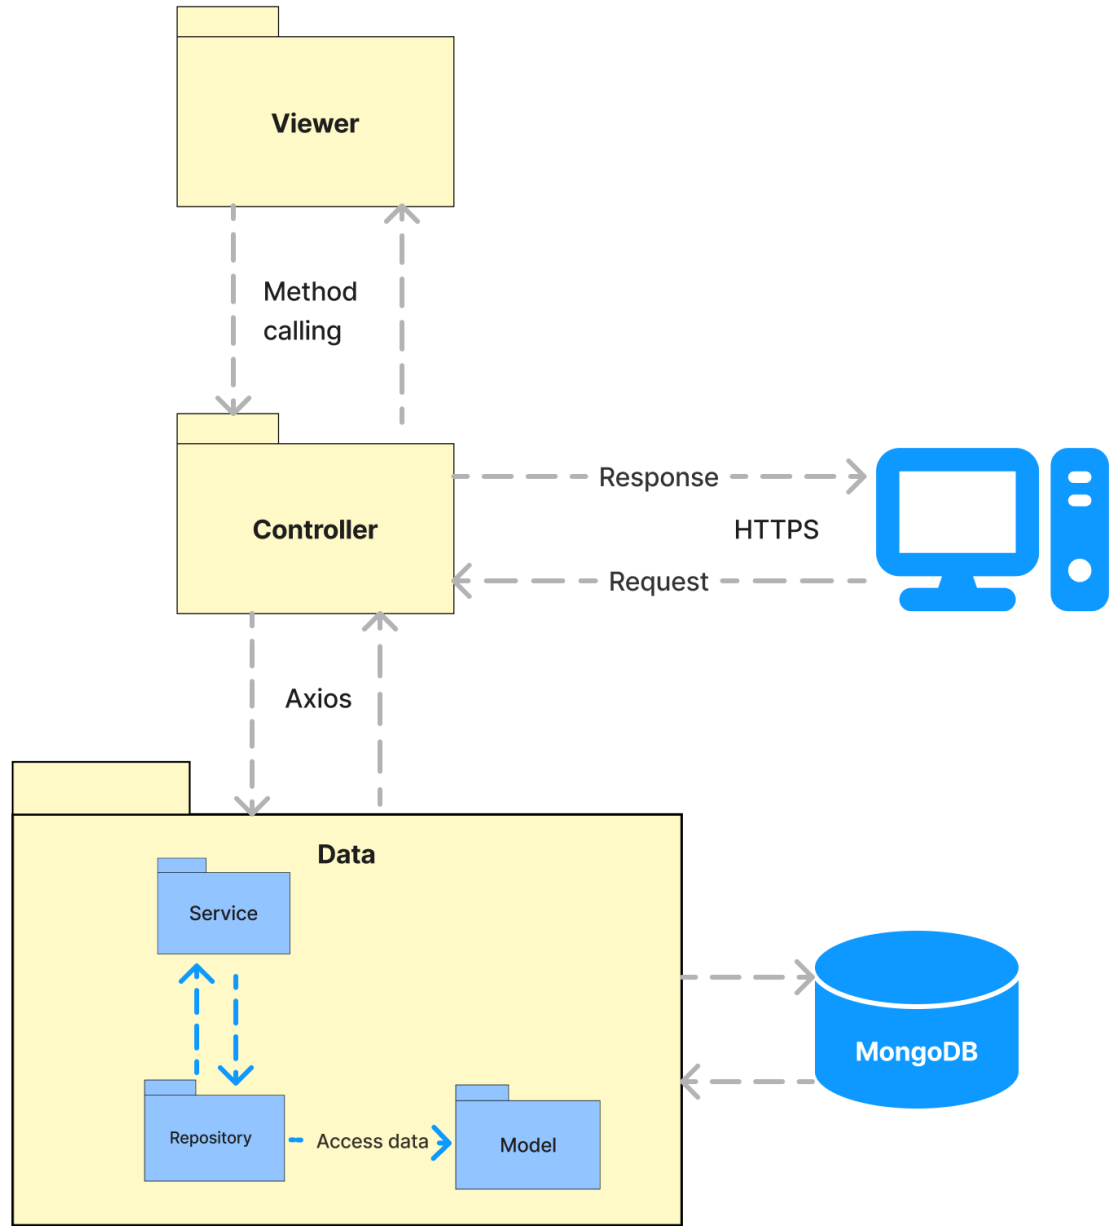 Viewer
Method
calling
Controller
Response
HTTPS
Request
Axios
Data
Service
Repository
Access data
Model
MongoDB